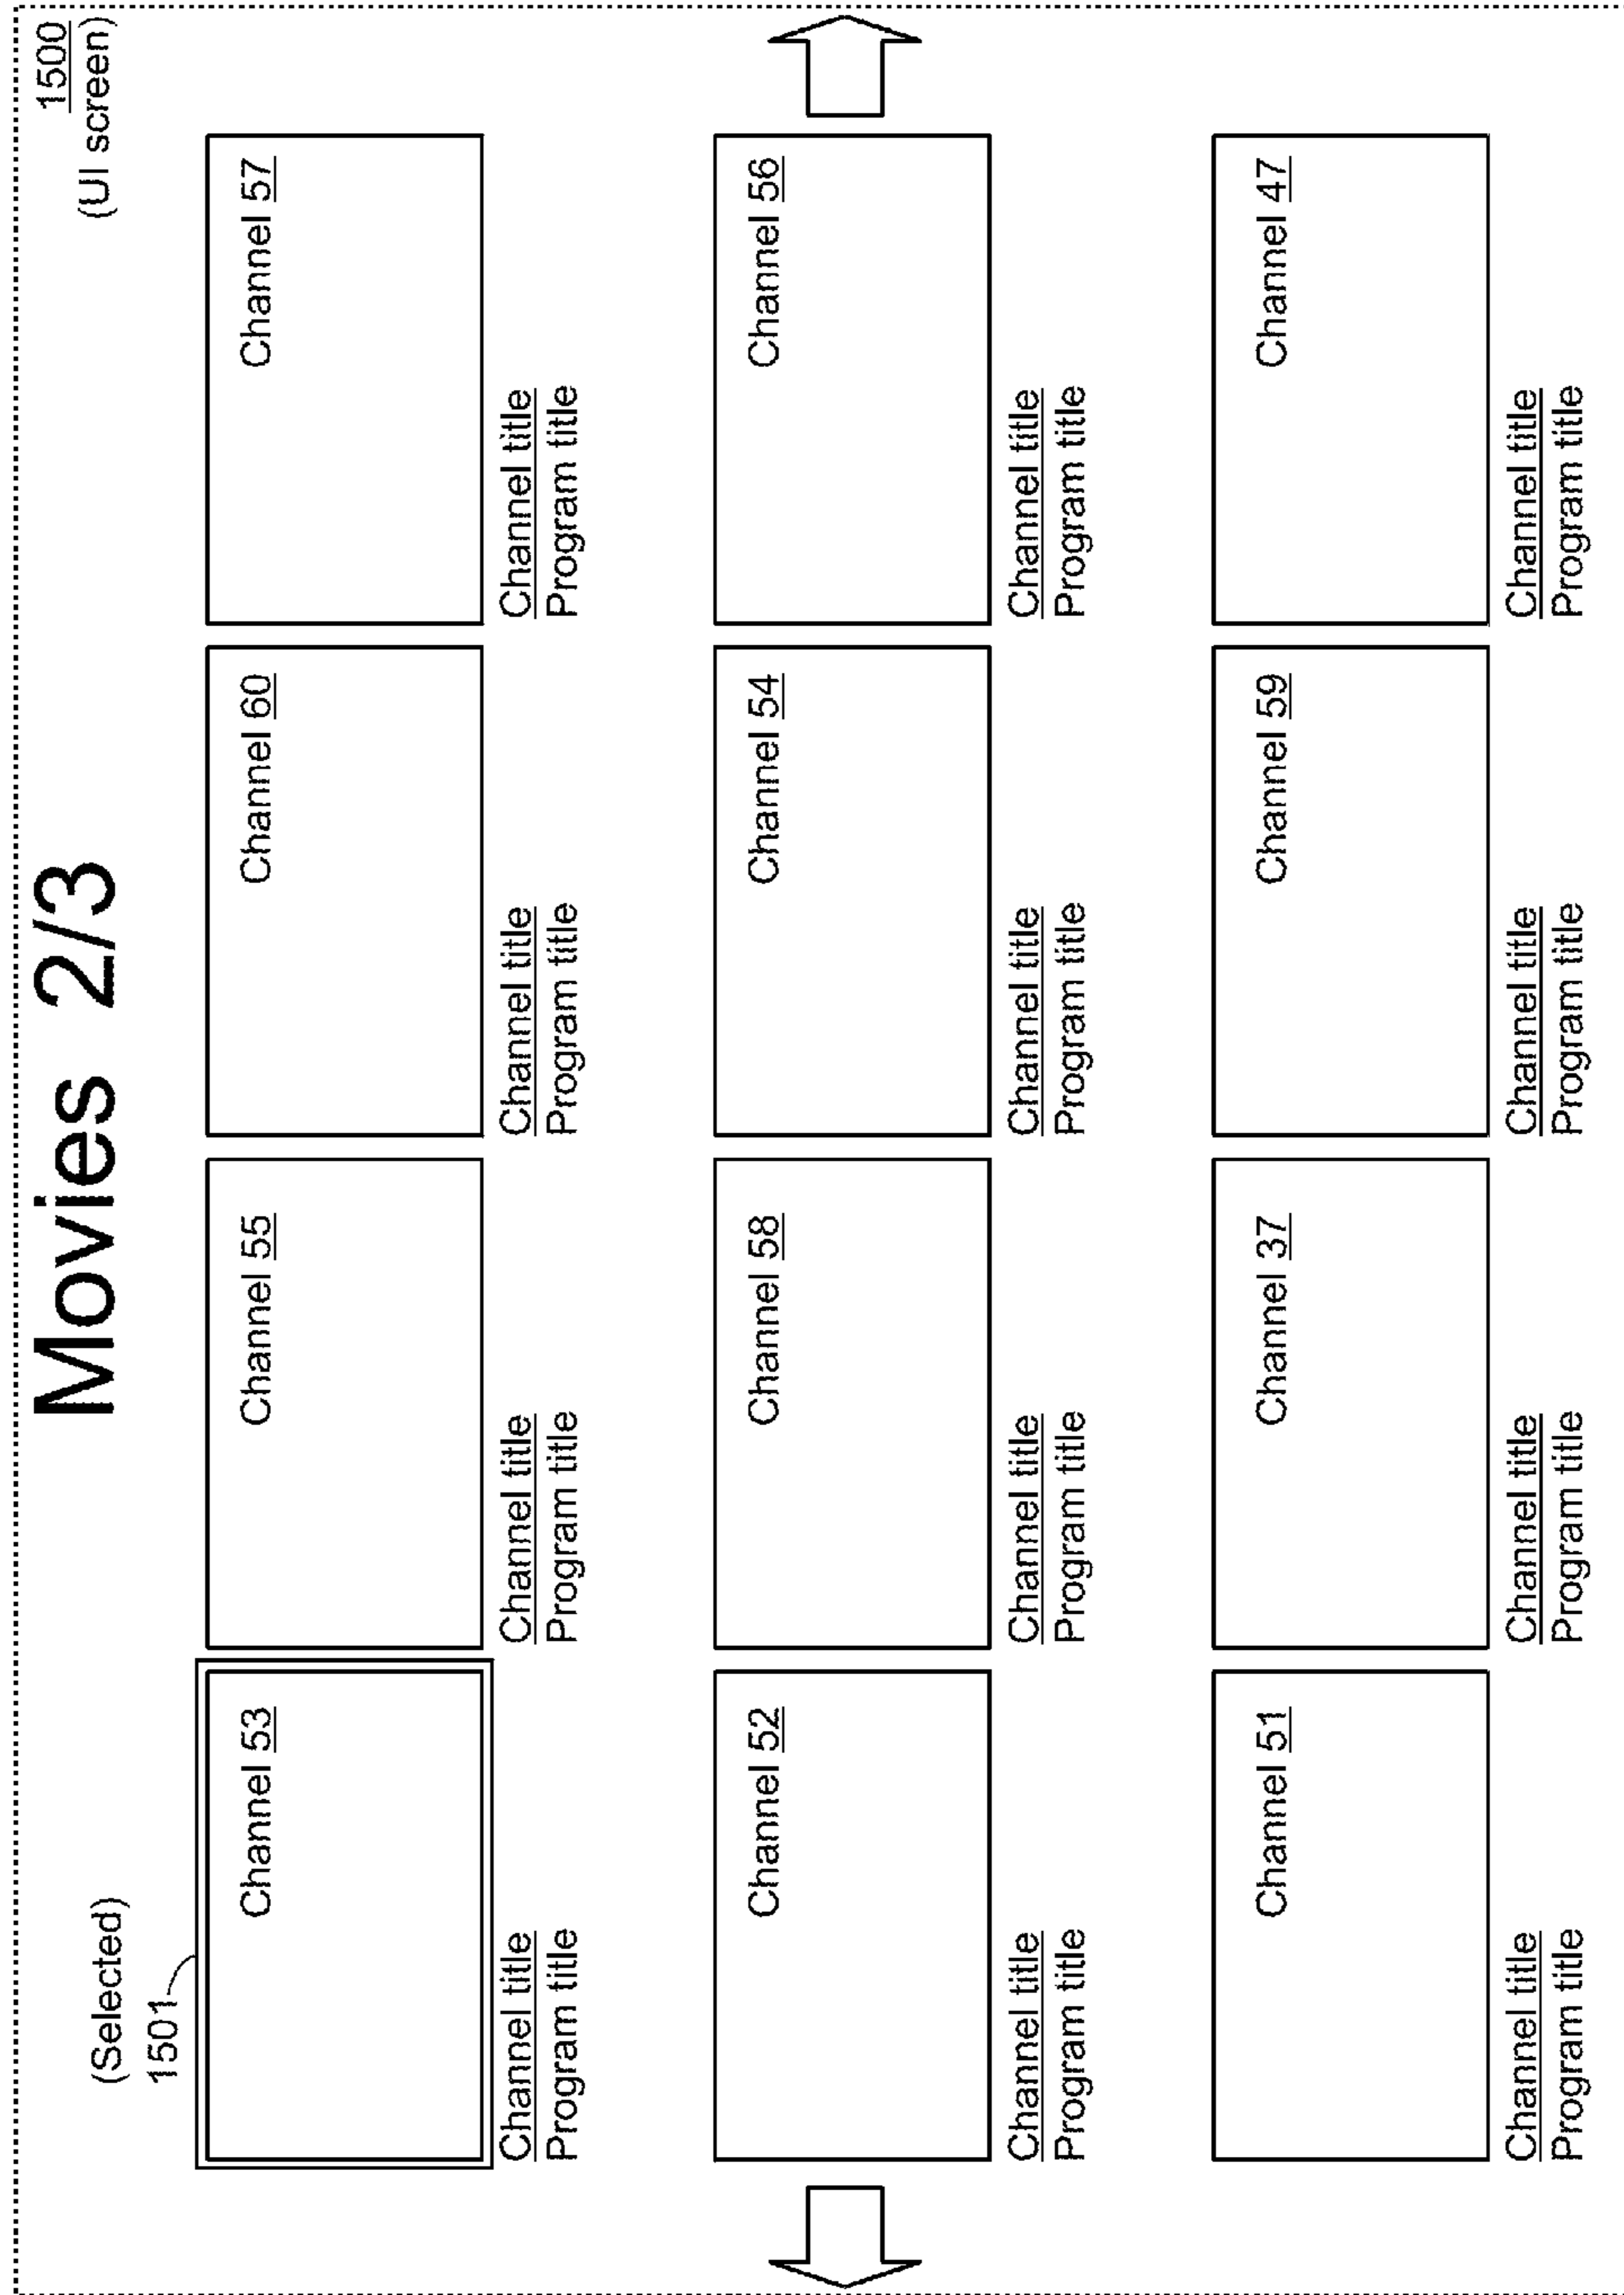 Movies 2/3
1500
(UI screen)
(Selected)
1501
Channel 53
Channel 55
Channel 60
Channel 57
Channel title
Program title
Channel title
Program title
Channel title
Program title
Channel title
Program title
Channel 52
Channel 58
Channel 54
Channel 56
Channel title
Program title
Channel title
Program title
Channel title
Program title
Channel title
Program title
Channel 51
Channel 37
Channel 59
Channel 47
Channel title
Program title
Channel title
Program title
Channel title
Program title
Channel title
Program title